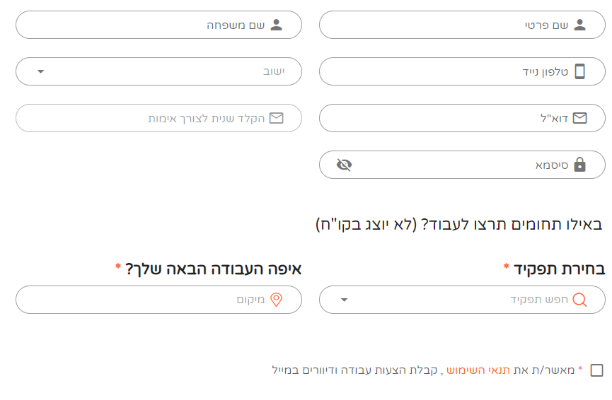 שם פרטי
שם משפחה
טלפון נייד
ישוב
דוא"ל
הקלד שנית לצורך אימות
סיסמא
באילו תחומים תרצו לעבוד? (לא יוצג בקו"ח)
בחירת תפקיד *
איפה העבודה הבאה שלך? *
חפש תפקיד
מיקום
* מאשר/ת את תנאי השימוש , קבלת הצעות עבודה ודיוורים במייל